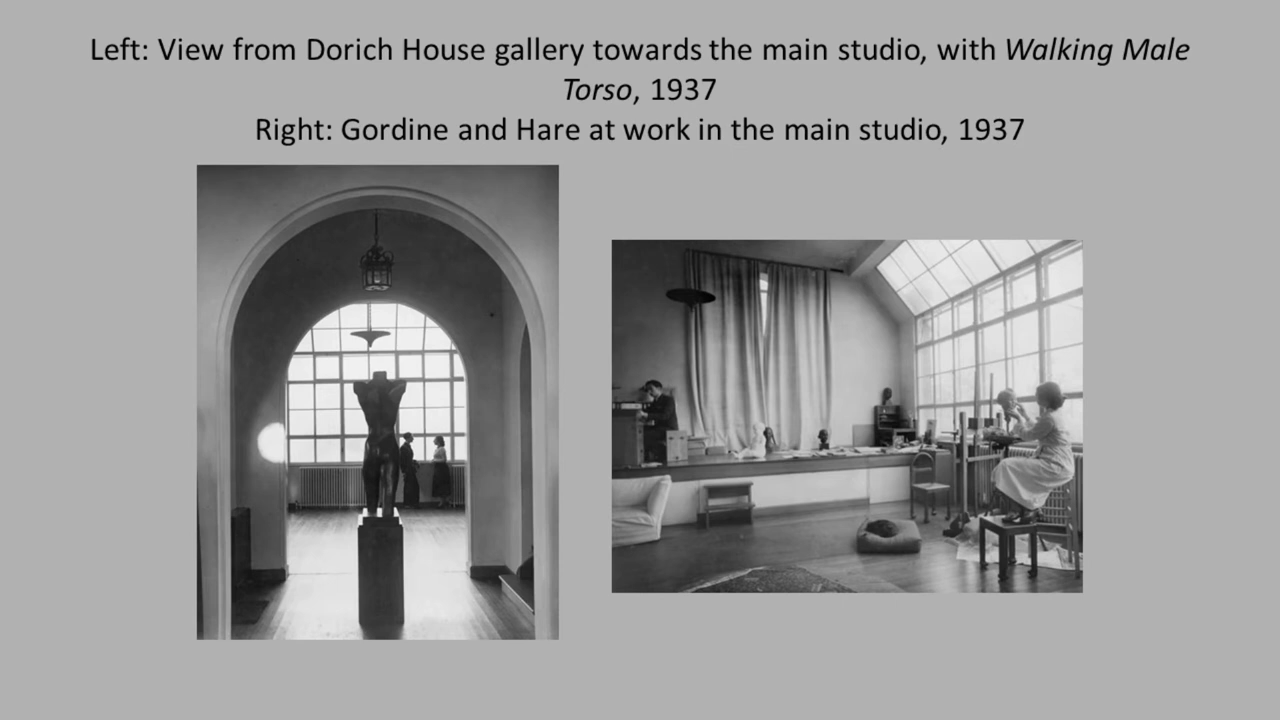 Left: View from Dorich House gallery towards the main studio, with Walking Male
Torso, 1937
Right: Gordine and Hare at work in the main studio, 1937